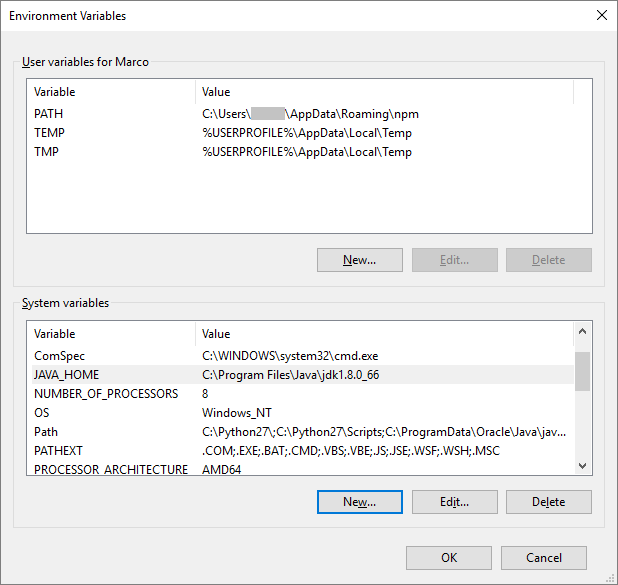 Environment Variables
User variables for Marco
Variable Value
PATH C:\Users\ \AppData\Roaming\npm
TEMP %USERPROFILE%\AppData\Local\Temp
TMP %USERPROFILE%\AppData\Local\Temp
New... Edit... Delete
System variables
Variable Value
ComSpec C:\WINDOWS\system32\cmd.exe
JAVA_HOME C:\Program Files\Java\jdk1.8.0_66
NUMBER_OF_PROCESSORS 8
OS Windows_NT
Path C:\Python27\;C:\Python27\Scripts;C:\ProgramData\Oracle\Java\jav...
PATHEXT .COM;.EXE;.BAT;.CMD;.VBS;.VBE;.JS;.JSE;.WSF;.WSH;.MSC
PROCESSOR_ARCHITECTURE AMD64
New... Edit... Delete
OK Cancel